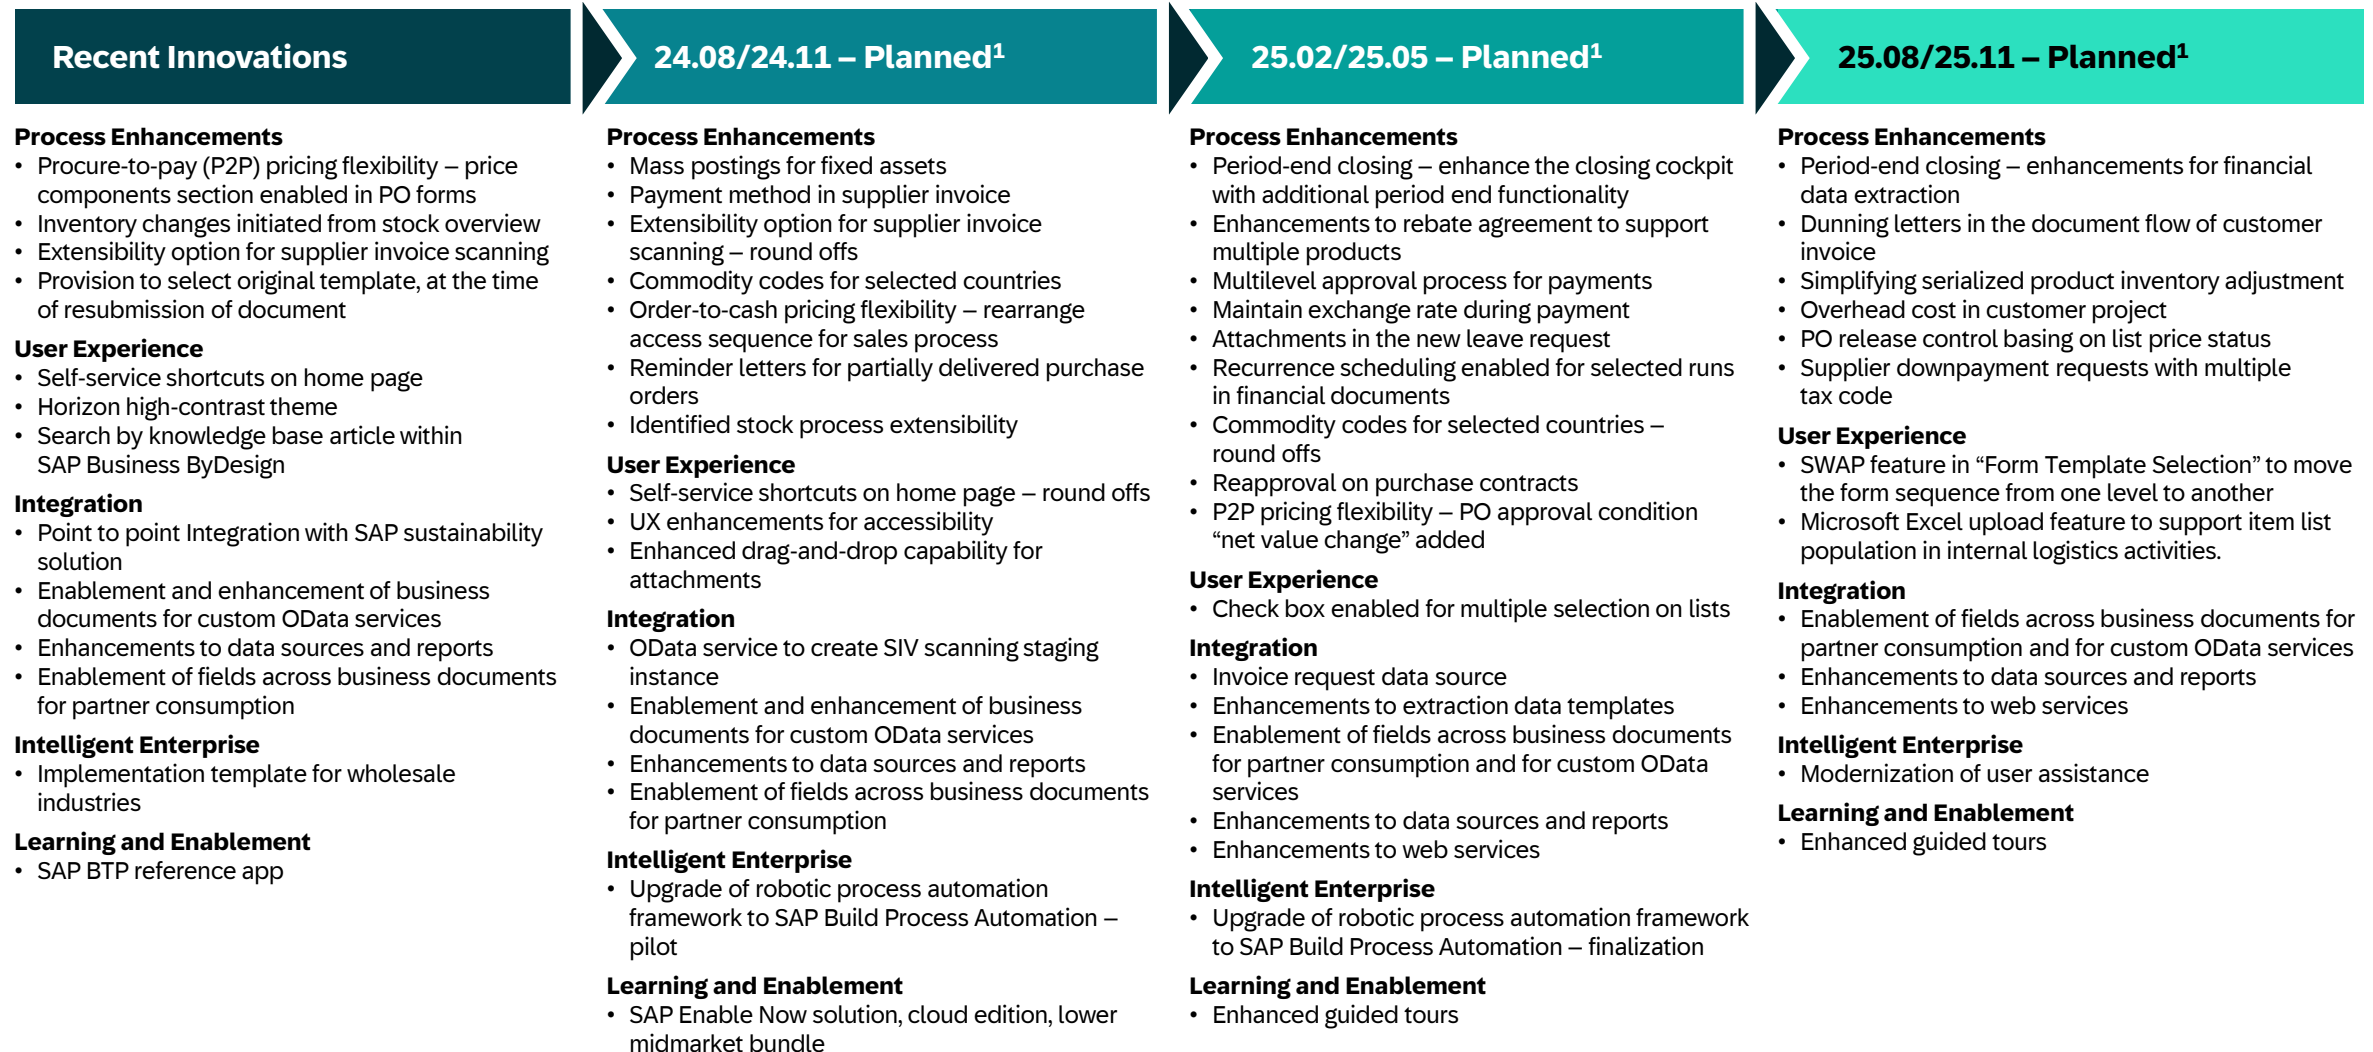 Recent Innovations
Process Enhancements
• Procure-to-pay (P2P) pricing flexibility – price
components section enabled in PO forms
• Inventory changes initiated from stock overview
• Extensibility option for supplier invoice scanning
• Provision to select original template, at the time
of resubmission of document
User Experience
• Self-service shortcuts on home page
• Horizon high-contrast theme
• Search by knowledge base article within
SAP Business ByDesign
Integration
• Point to point Integration with SAP sustainability
solution
• Enablement and enhancement of business
documents for custom OData services
• Enhancements to data sources and reports
• Enablement of fields across business documents
for partner consumption
Intelligent Enterprise
• Implementation template for wholesale
industries
Learning and Enablement
• SAP BTP reference app
24.08/24.11 – Planned¹
Process Enhancements
• Mass postings for fixed assets
• Payment method in supplier invoice
• Extensibility option for supplier invoice
scanning – round offs
• Commodity codes for selected countries
• Order-to-cash pricing flexibility – rearrange
access sequence for sales process
• Reminder letters for partially delivered purchase
orders
• Identified stock process extensibility
User Experience
• Self-service shortcuts on home page – round offs
• UX enhancements for accessibility
• Enhanced drag-and-drop capability for
attachments
Integration
• OData service to create SIV scanning staging
instance
• Enablement and enhancement of business
documents for custom OData services
• Enhancements to data sources and reports
• Enablement of fields across business documents
for partner consumption
Intelligent Enterprise
• Upgrade of robotic process automation
framework to SAP Build Process Automation –
pilot
Learning and Enablement
• SAP Enable Now solution, cloud edition, lower
midmarket bundle
25.02/25.05 – Planned¹
Process Enhancements
• Period-end closing – enhance the closing cockpit
with additional period end functionality
• Enhancements to rebate agreement to support
multiple products
• Multilevel approval process for payments
• Maintain exchange rate during payment
• Attachments in the new leave request
• Recurrence scheduling enabled for selected runs
in financial documents
• Commodity codes for selected countries –
round offs
• Reapproval on purchase contracts
• P2P pricing flexibility – PO approval condition
“net value change” added
User Experience
• Check box enabled for multiple selection on lists
Integration
• Invoice request data source
• Enhancements to extraction data templates
• Enablement of fields across business documents
for partner consumption and for custom OData
services
• Enhancements to data sources and reports
• Enhancements to web services
Intelligent Enterprise
• Upgrade of robotic process automation framework
to SAP Build Process Automation – finalization
Learning and Enablement
• Enhanced guided tours
25.08/25.11 – Planned¹
Process Enhancements
• Period-end closing – enhancements for financial
data extraction
• Dunning letters in the document flow of customer
invoice
• Simplifying serialized product inventory adjustment
• Overhead cost in customer project
• PO release control basing on list price status
• Supplier downpayment requests with multiple
tax code
User Experience
• SWAP feature in “Form Template Selection” to move
the form sequence from one level to another
• Microsoft Excel upload feature to support item list
population in internal logistics activities.
Integration
• Enablement of fields across business documents for
partner consumption and for custom OData services
• Enhancements to data sources and reports
• Enhancements to web services
Intelligent Enterprise
• Modernization of user assistance
Learning and Enablement
• Enhanced guided tours